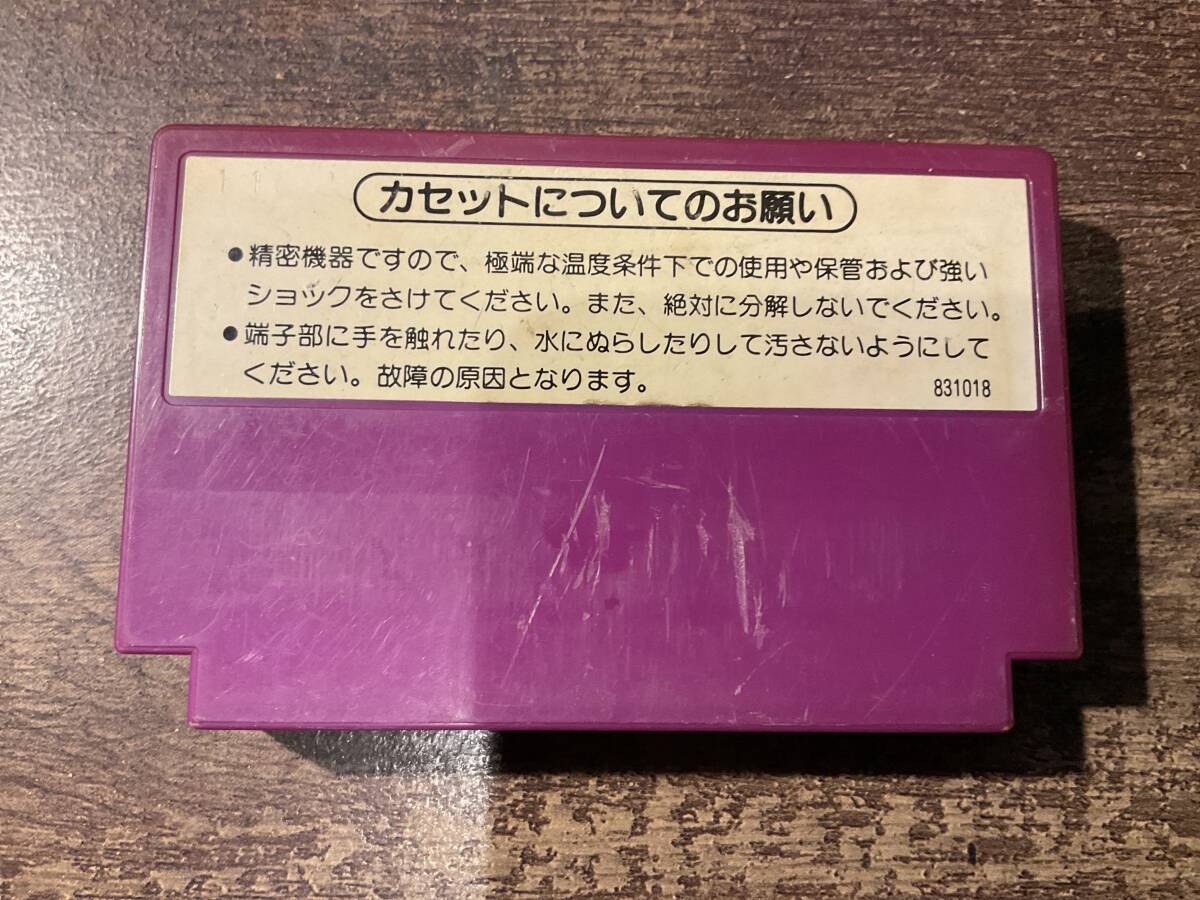 カセットについてのお願い
●精密機器ですので、極端な温度条件下での使用や保管および強い
ショックをさけてください。また、絶対に分解しないでください。
●端子部に手を触れたり、水にぬらしたりして汚さないようにして
ください。故障の原因となります。
831018